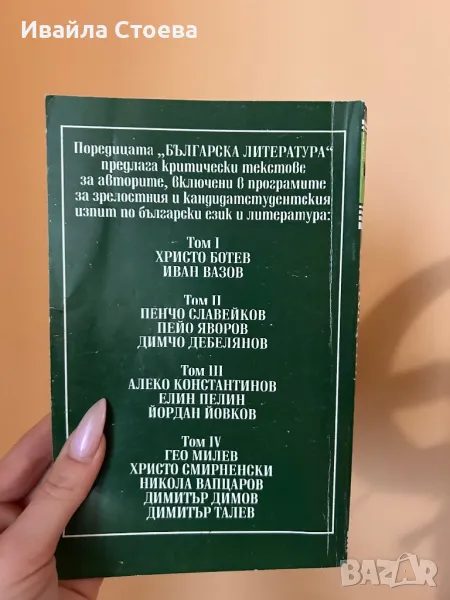 Ивайла Стоева
Поредицата „БЪЛГАРСКА ЛИТЕРАТУРА“
предлага критически текстове
за авторите, включени в програмите
за зрелостния и кандидатстудентския
изпит по български език и литература:
Том I
ХРИСТО БОТЕВ
ИВАН ВАЗОВ
Том II
ПЕНЧО СЛАВЕЙКОВ
ПЕЙО ЯВОРОВ
ДИМЧО ДЕБЕЛЯНОВ
Том III
АЛЕКО КОНСТАНТИНОВ
ЕЛИН ПЕЛИН
ЙОРДАН ЙОВКОВ
Том IV
ГЕО МИЛЕВ
ХРИСТО СМИРНЕНСКИ
НИКОЛА ВАПЦАРОВ
ДИМИТЪР ДИМОВ
ДИМИТЪР ТАЛЕВ
BAZAR